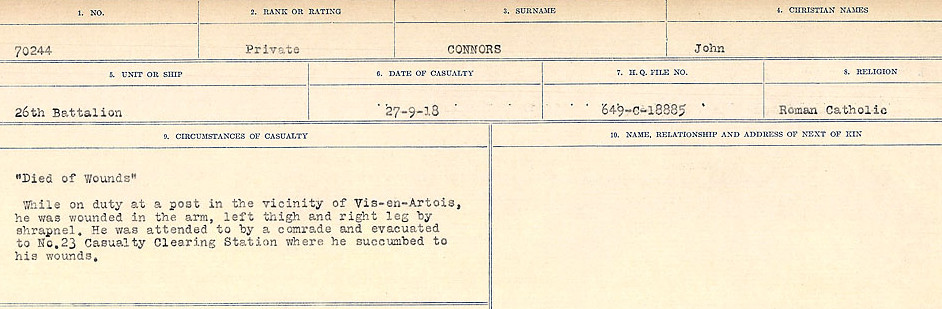 1. NO. 2. RANK OR RATING 3. SURNAME 4. CHRISTIAN NAMES
70244 Private CONNORS John
5. UNIT OR SHIP 6. DATE OF CASUALTY 7. H.Q. FILE NO. 8. RELIGION
26th Battalion 27-9-18 649-C-18885 Roman Catholic
9. CIRCUMSTANCES OF CASUALTY 10. NAME, RELATIONSHIP AND ADDRESS OF NEXT OF KIN
"Died of Wounds"
While on duty at a post in the vicinity of Vis-en-Artois,
he was wounded in the arm, left thigh and right leg by
shrapnel. He was attended to by a comrade and evacuated
to No.23 Casualty Clearing Station where he succumbed to
his wounds.